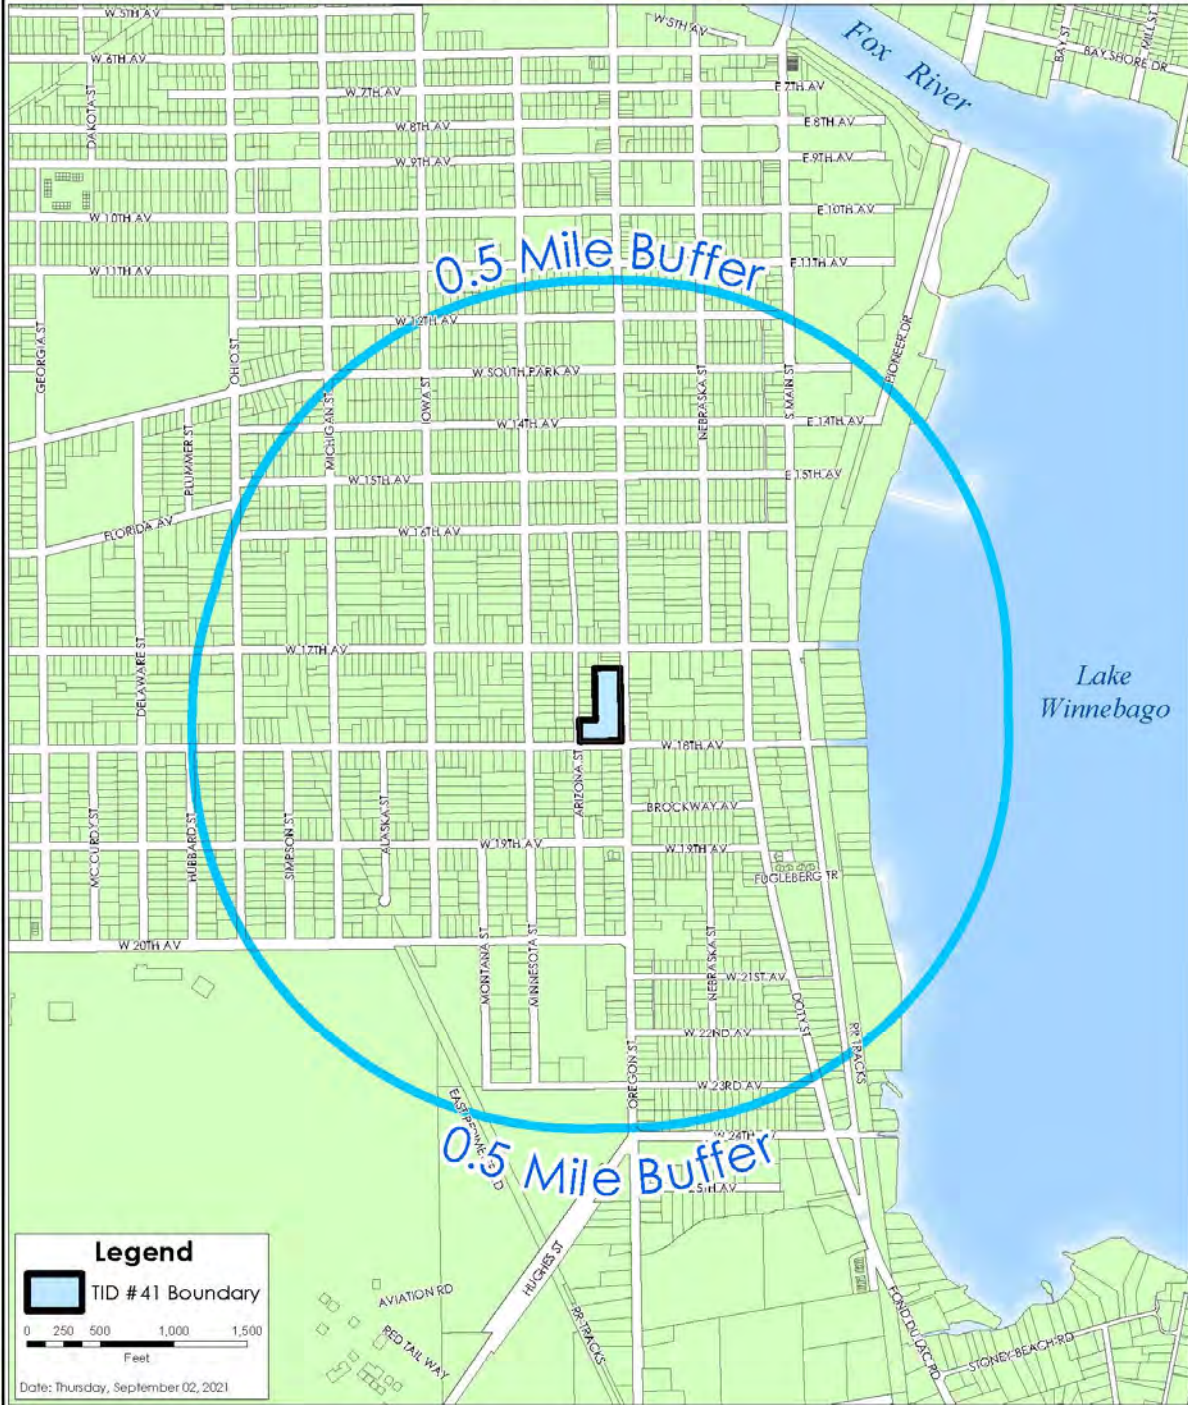 W 5TH AV
W 5TH AV
Fox River
BAY ST
MILL ST
BAY SHORE DR
W 6TH AV
DAKOTA ST
W 7TH AV
E 7TH AV
W 8TH AV
E 8TH AV
W 9TH AV
E 9TH AV
W 10TH AV
E 10TH AV
W 11TH AV
0.5 Mile Buffer
E 11TH AV
W 12TH AV
GEORGIA ST
OHIO ST
PIONEER DR
W SOUTH PARK AV
MICHIGAN ST
IOWA ST
NEBRASKA ST
S MAIN ST
W 14TH AV
E 14TH AV
PLUMMER ST
W 15TH AV
E 15TH AV
FLORIDA AV
W 16TH AV
DELAWARE ST
W 17TH AV
Lake
Winnebago
W 18TH AV
ARIZONA ST
BROCKWAY AV
MC CURDY ST
HUBBARD ST
SIMPSON ST
ALASKA ST
W 19TH AV
W 19TH AV
FUGLEBERG TR
W 20TH AV
MONTANA ST
MINNESOTA ST
NEBRASKA ST
W 21ST AV
DOTY ST
W 22ND AV
RR TRACKS
OREGON ST
W 23RD AV
W 24TH
0.5 Mile Buffer
25TH AV
HUGHES ST
AVIATION RD
RED TAIL WAY
RR TRACKS
FOND DU LAC RD
STONEY BEACH RD
Legend
TID #41 Boundary
0 250 500 1,000 1,500
Feet
Date: Thursday, September 02, 2021